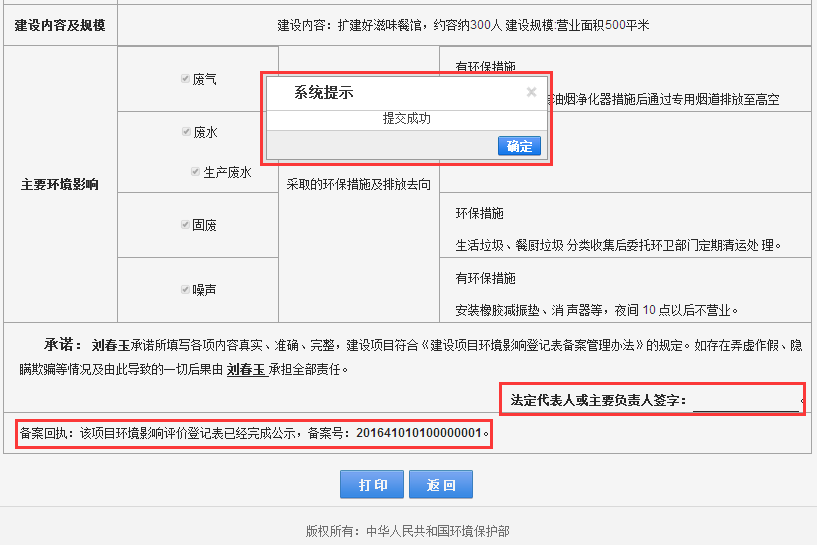 建设内容及规模
建设内容：扩建好滋味餐馆，约容纳300人 建设规模:营业面积500平米
主要环境影响
废气
废水
生产废水
固废
噪声
采取的环保措施及排放去向
有环保措施
油烟净化器措施后通过专用烟道排放至高空
系统提示
×
提交成功
确定
环保措施
生活垃圾、餐厨垃圾 分类收集后委托环卫部门定期清运处 理。
有环保措施
安装橡胶减振垫、消 声器等，夜间 10 点以后不营业。
承诺：刘春玉承诺所填写各项内容真实、准确、完整，建设项目符合《建设项目环境影响登记表备案管理办法》的规定。如存在弄虚作假、隐
瞒欺骗等情况及由此导致的一切后果由 刘春玉 承担全部责任。
法定代表人或主要负责人签字：
备案回执：该项目环境影响评价登记表已经完成公示，备案号：201641010100000001。
打印
返回
版权所有：中华人民共和国环境保护部